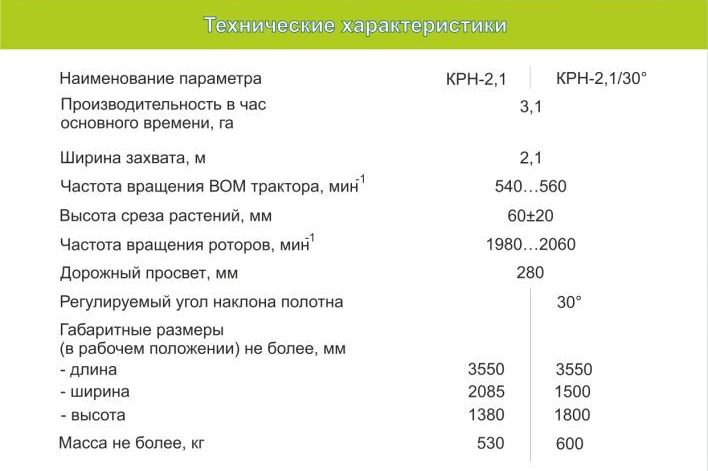 Технические характеристики
Наименование параметра КРН-2,1 КРН-2,1/30°
Производительность в час
основного времени, га 3,1
Ширина захвата, м 2,1
Частота вращения ВОМ трактора, мин-1 540...560
Высота среза растений, мм 60±20
Частота вращения роторов, мин-1 1980...2060
Дорожный просвет, мм 280
Регулируемый угол наклона полотна 30°
Габаритные размеры
(в рабочем положении) не более, мм
- длина 3550 3550
- ширина 2085 1500
- высота 1380 1800
Масса не более, кг 530 600